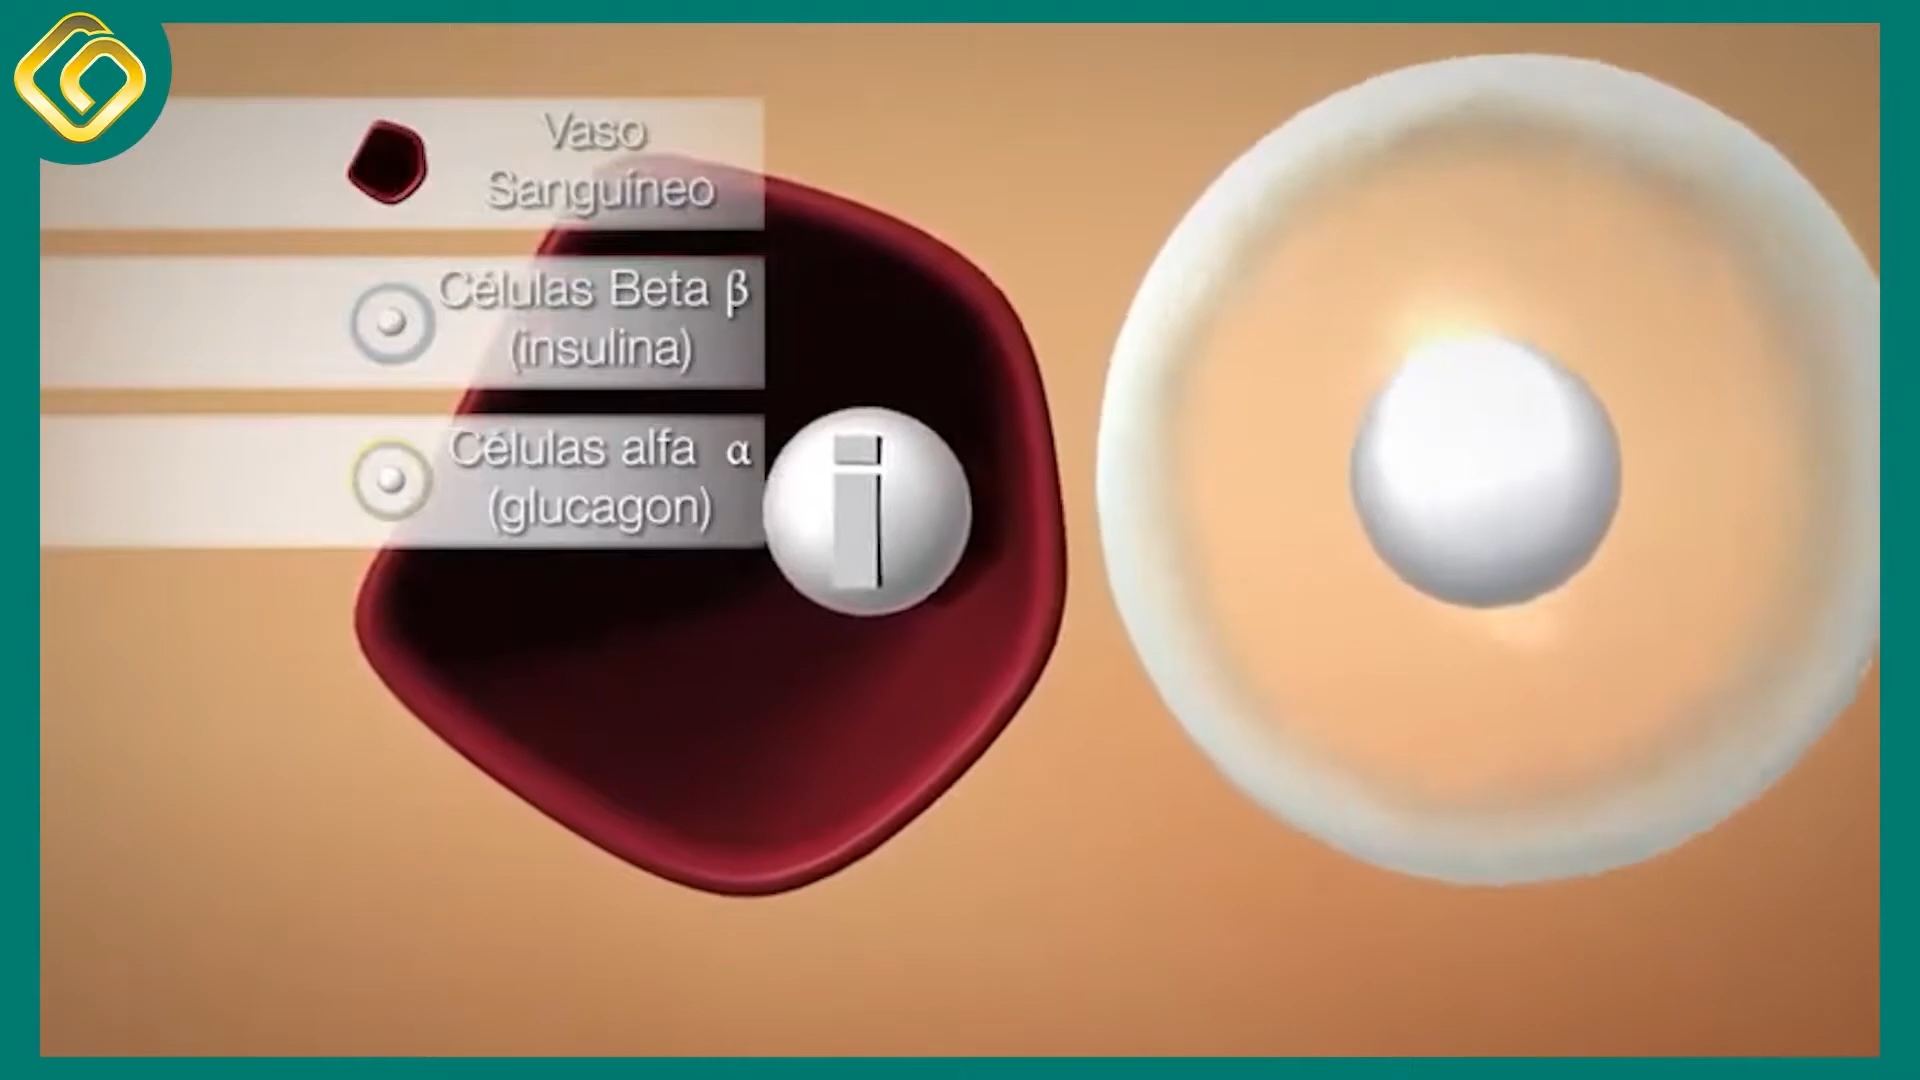 Vaso
Sanguíneo
Células Beta β
(insulina)
Células alfa α
(glucagon)
i